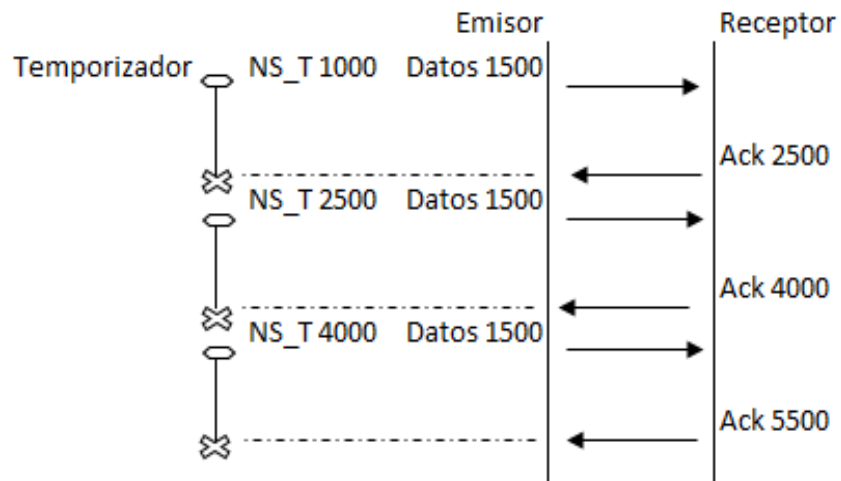 Emisor Receptor
Temporizador NS_T 1000 Datos 1500
Ack 2500
NS_T 2500 Datos 1500
Ack 4000
NS_T 4000 Datos 1500
Ack 5500